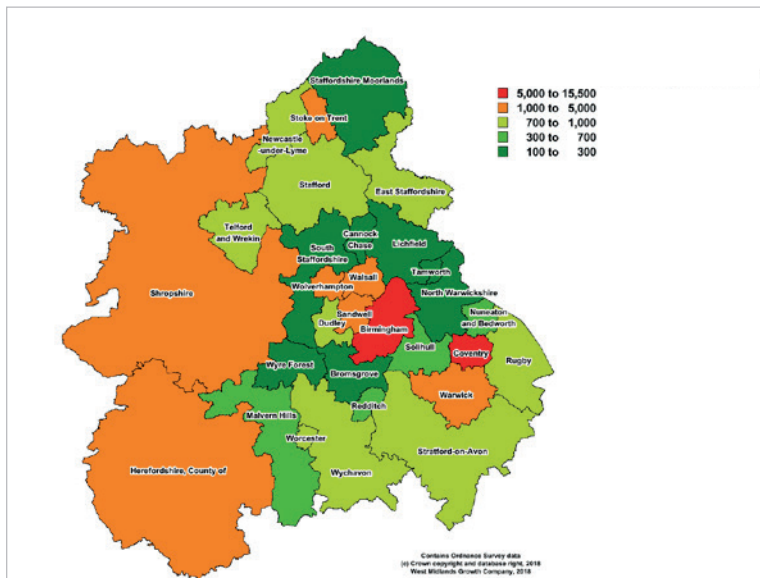 Staffordshire Moorlands
5,000 to 15,500
1,000 to 5,000
700 to 1,000
300 to 700
100 to 300
Stoke on Trent
Newcastle
-under-Lyme
Stafford
East Staffordshire
Telford
and Wrekin
Cannock
Chase
Lichfield
South
Staffordshire
Tamworth
Walsall
Wolverhampton
North Warwickshire
Shropshire
Sandwell
Nuneaton
and Bedworth
Dudley
Birmingham
Solihull
Coventry
Rugby
Wyre Forest
Bromsgrove
Warwick
Redditch
Malvern Hills
Worcester
Stratford-on-Avon
Herefordshire, County of
Wychavon
Contains Ordnance Survey data
(c) Crown copyright and database right, 2018
West Midlands Growth Company, 2018